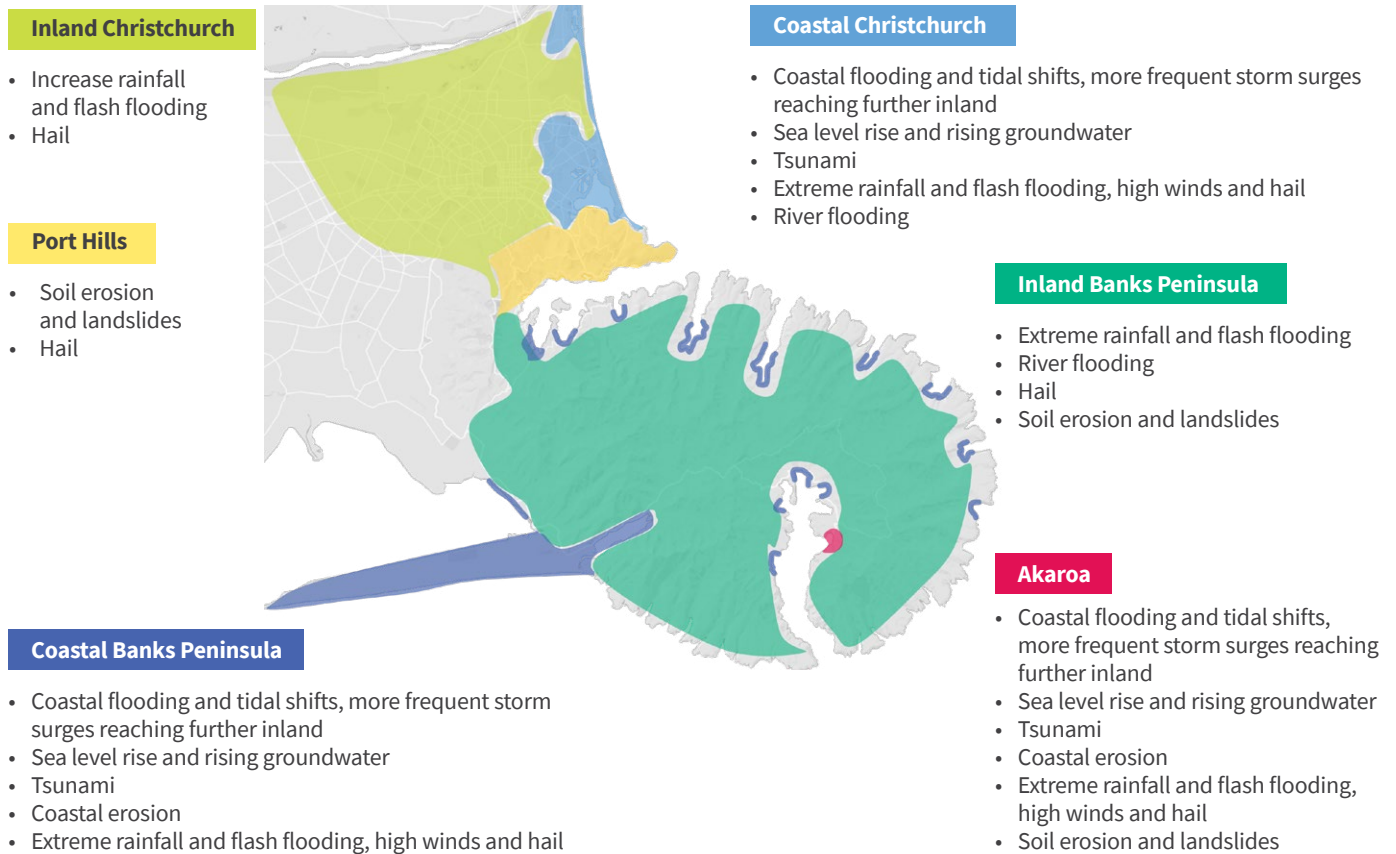 Inland Christchurch
• Increase rainfall
and flash flooding
• Hail
Port Hills
• Soil erosion
and landslides
• Hail
Coastal Christchurch
• Coastal flooding and tidal shifts, more frequent storm surges
reaching further inland
• Sea level rise and rising groundwater
• Tsunami
• Extreme rainfall and flash flooding, high winds and hail
• River flooding
Inland Banks Peninsula
• Extreme rainfall and flash flooding
• River flooding
• Hail
• Soil erosion and landslides
Akaroa
• Coastal flooding and tidal shifts,
more frequent storm surges reaching
further inland
• Sea level rise and rising groundwater
• Tsunami
• Coastal erosion
• Extreme rainfall and flash flooding,
high winds and hail
• Soil erosion and landslides
Coastal Banks Peninsula
• Coastal flooding and tidal shifts, more frequent storm
surges reaching further inland
• Sea level rise and rising groundwater
• Tsunami
• Coastal erosion
• Extreme rainfall and flash flooding, high winds and hail